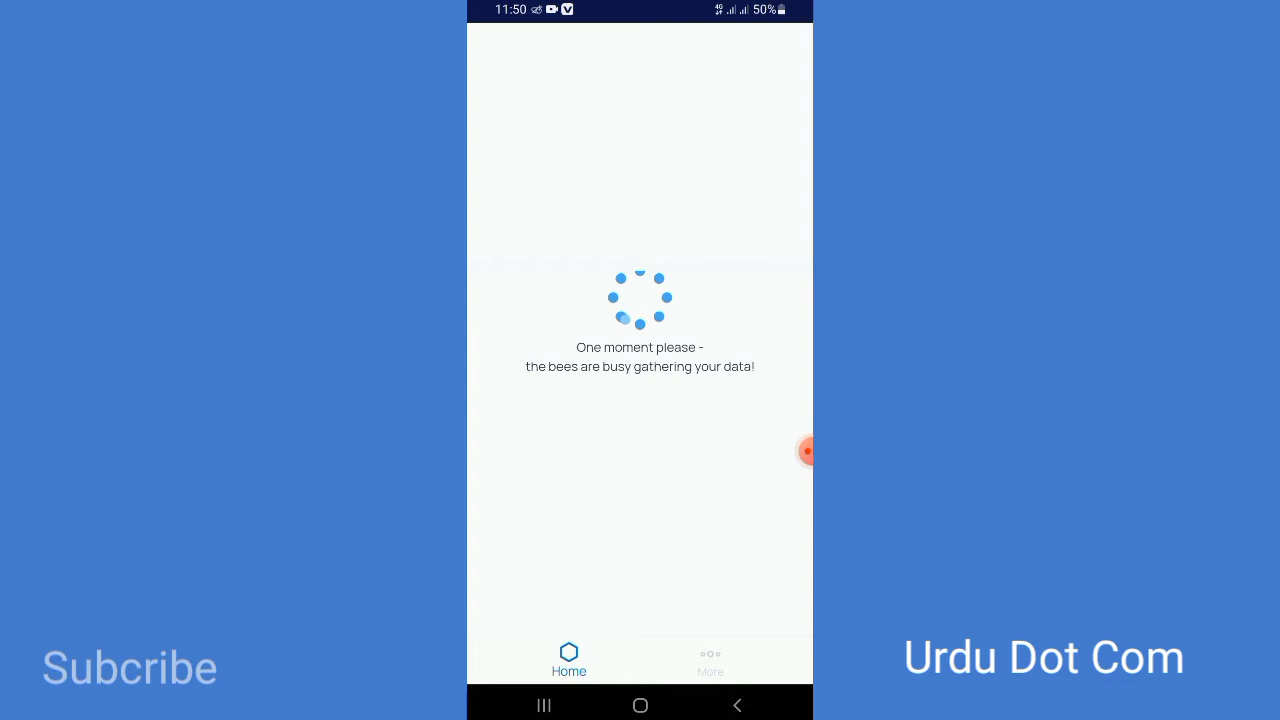 11:50
4G 50%
One moment please -
the bees are busy gathering your data!
Home
More
Subcribe
Urdu Dot Com